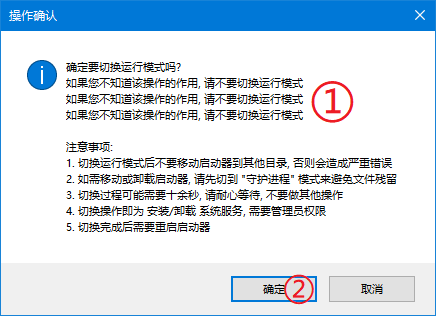 操作确认
确定要切换运行模式吗?
如果您不知道该操作的作用, 请不要切换运行模式
如果您不知道该操作的作用, 请不要切换运行模式
如果您不知道该操作的作用, 请不要切换运行模式
①
注意事项:
1. 切换运行模式后不要移动启动器到其他目录, 否则会造成严重错误
2. 如需移动或卸载启动器, 请先切到 "守护进程" 模式来避免文件残留
3. 切换过程可能需要十余秒, 请耐心等待, 不要做其他操作
4. 切换操作即为 安装/卸载 系统服务, 需要管理员权限
5. 切换完成后需要重启启动器
确定 ②
取消